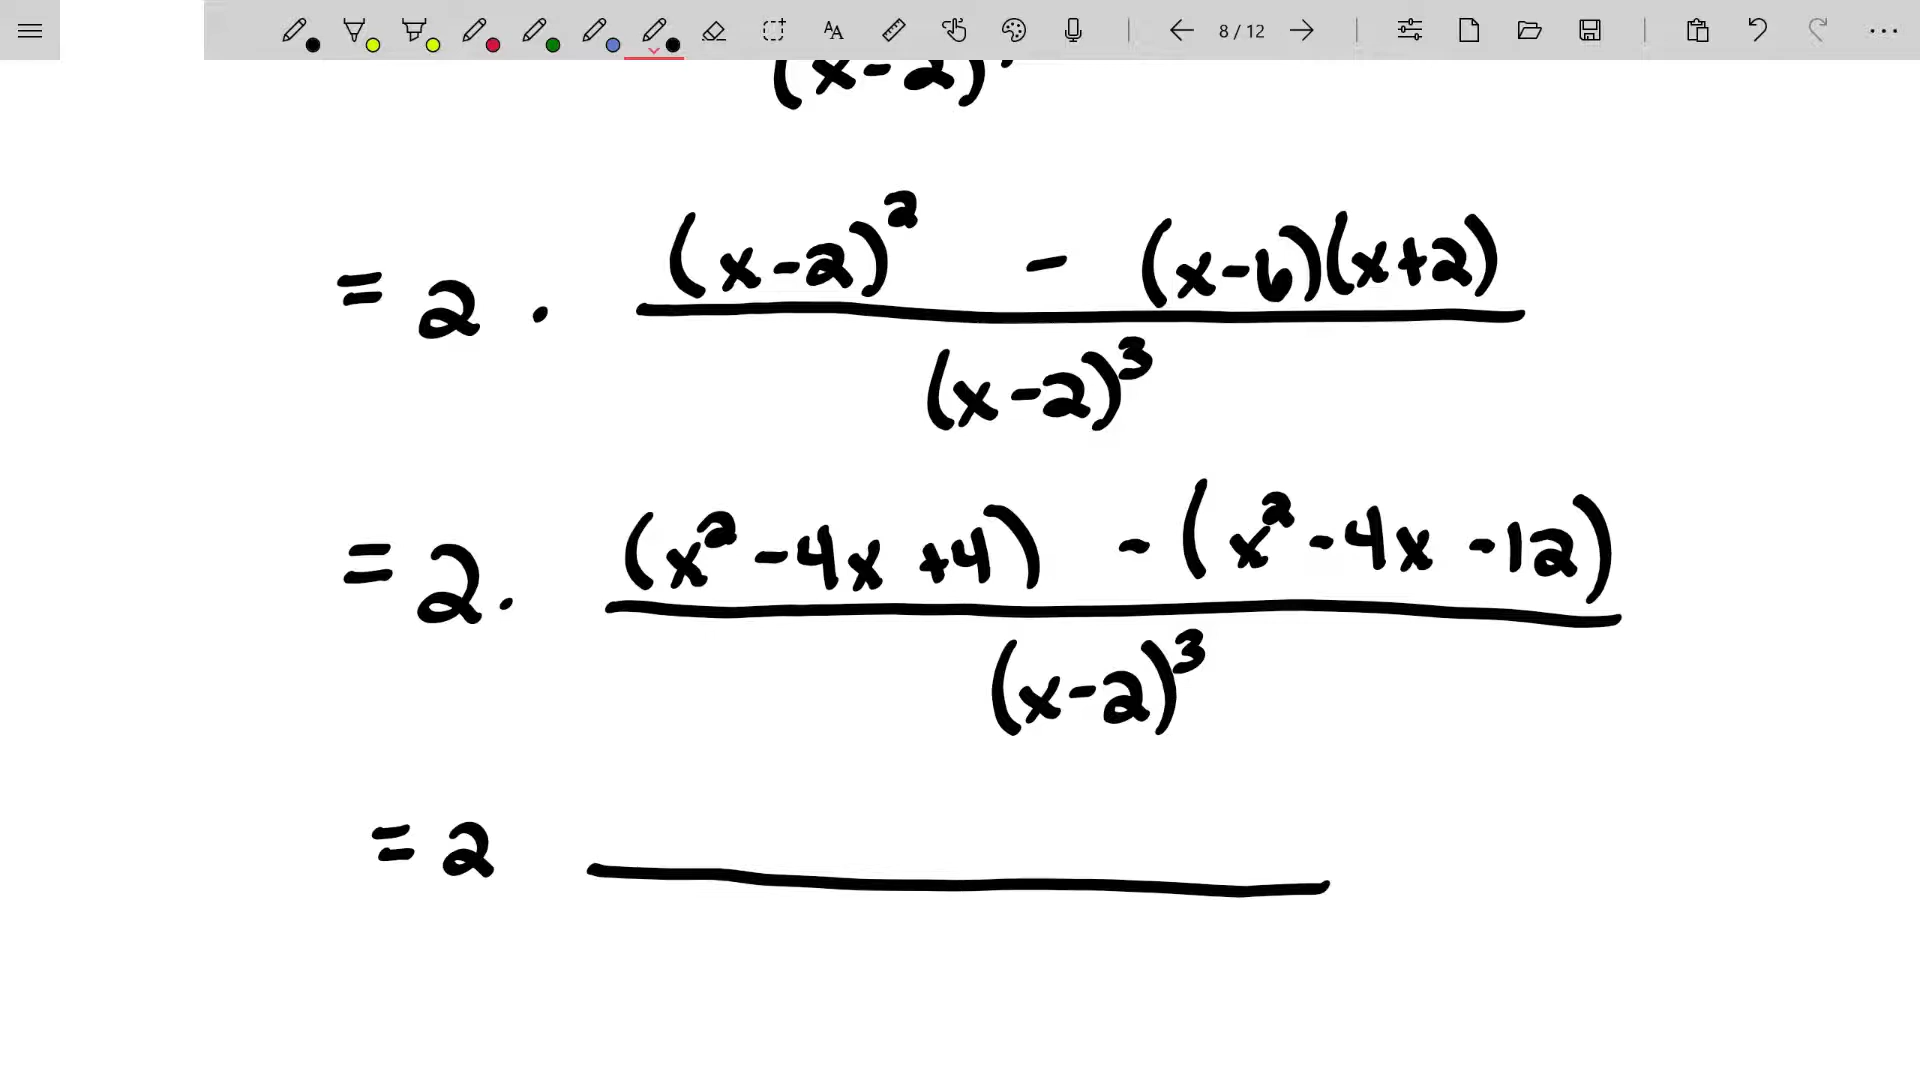 8 / 12
(x-2)
= 2 · ((x-2)² - (x-6)(x+2)) / (x-2)³
= 2 · ((x² -4x +4) - (x² -4x -12)) / (x-2)³
= 2